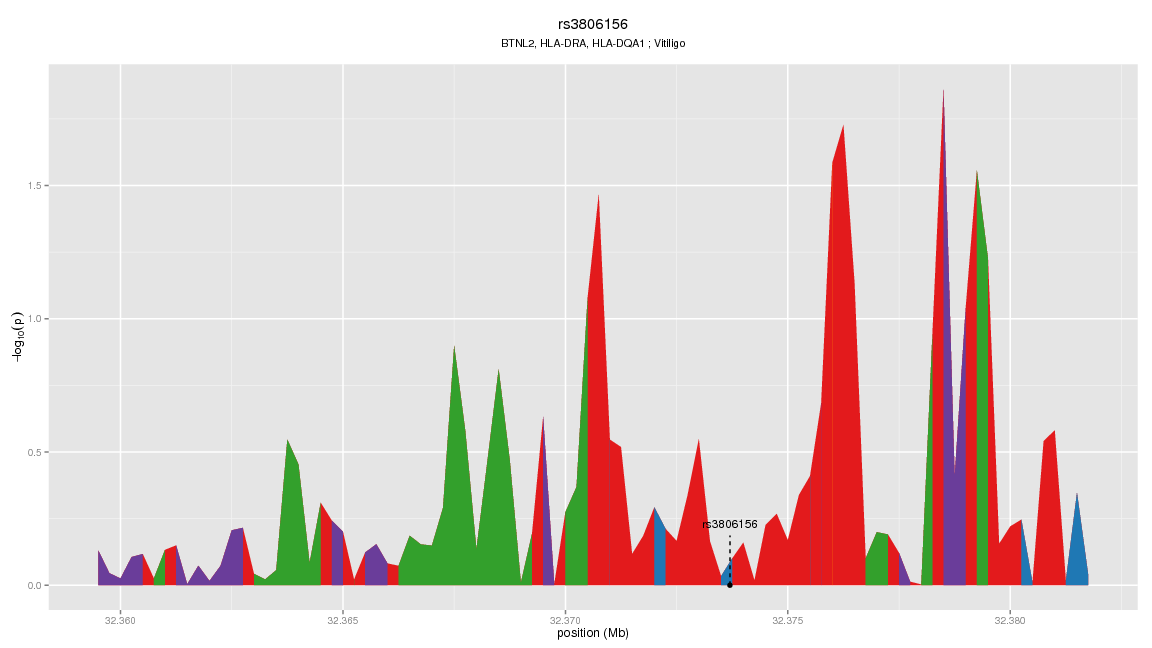 rs3806156
BTNL2, HLA-DRA, HLA-DQA1 ; Vitiligo
−log10(p)
1.5
1.0
0.5
0.0
rs3806156
32.360
32.365
32.370
32.375
32.380
position (Mb)